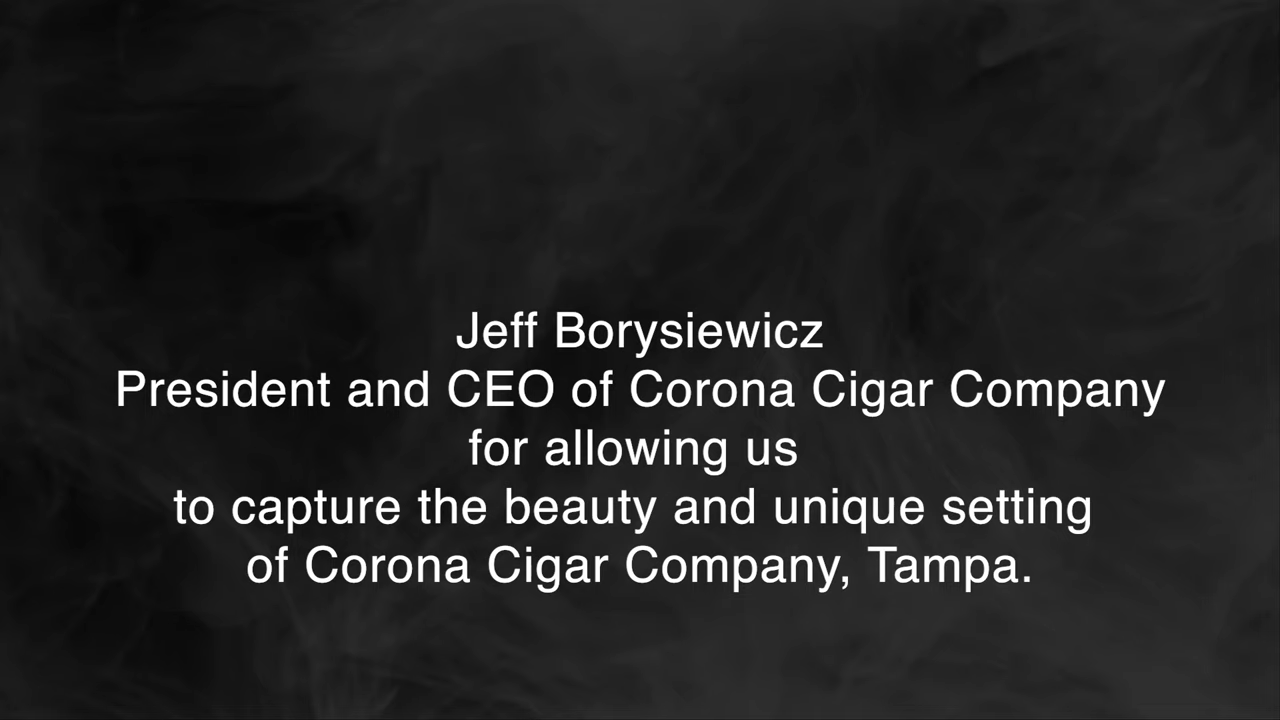 Jeff Borysiewicz
President and CEO of Corona Cigar Company
for allowing us
to capture the beauty and unique setting
of Corona Cigar Company, Tampa.